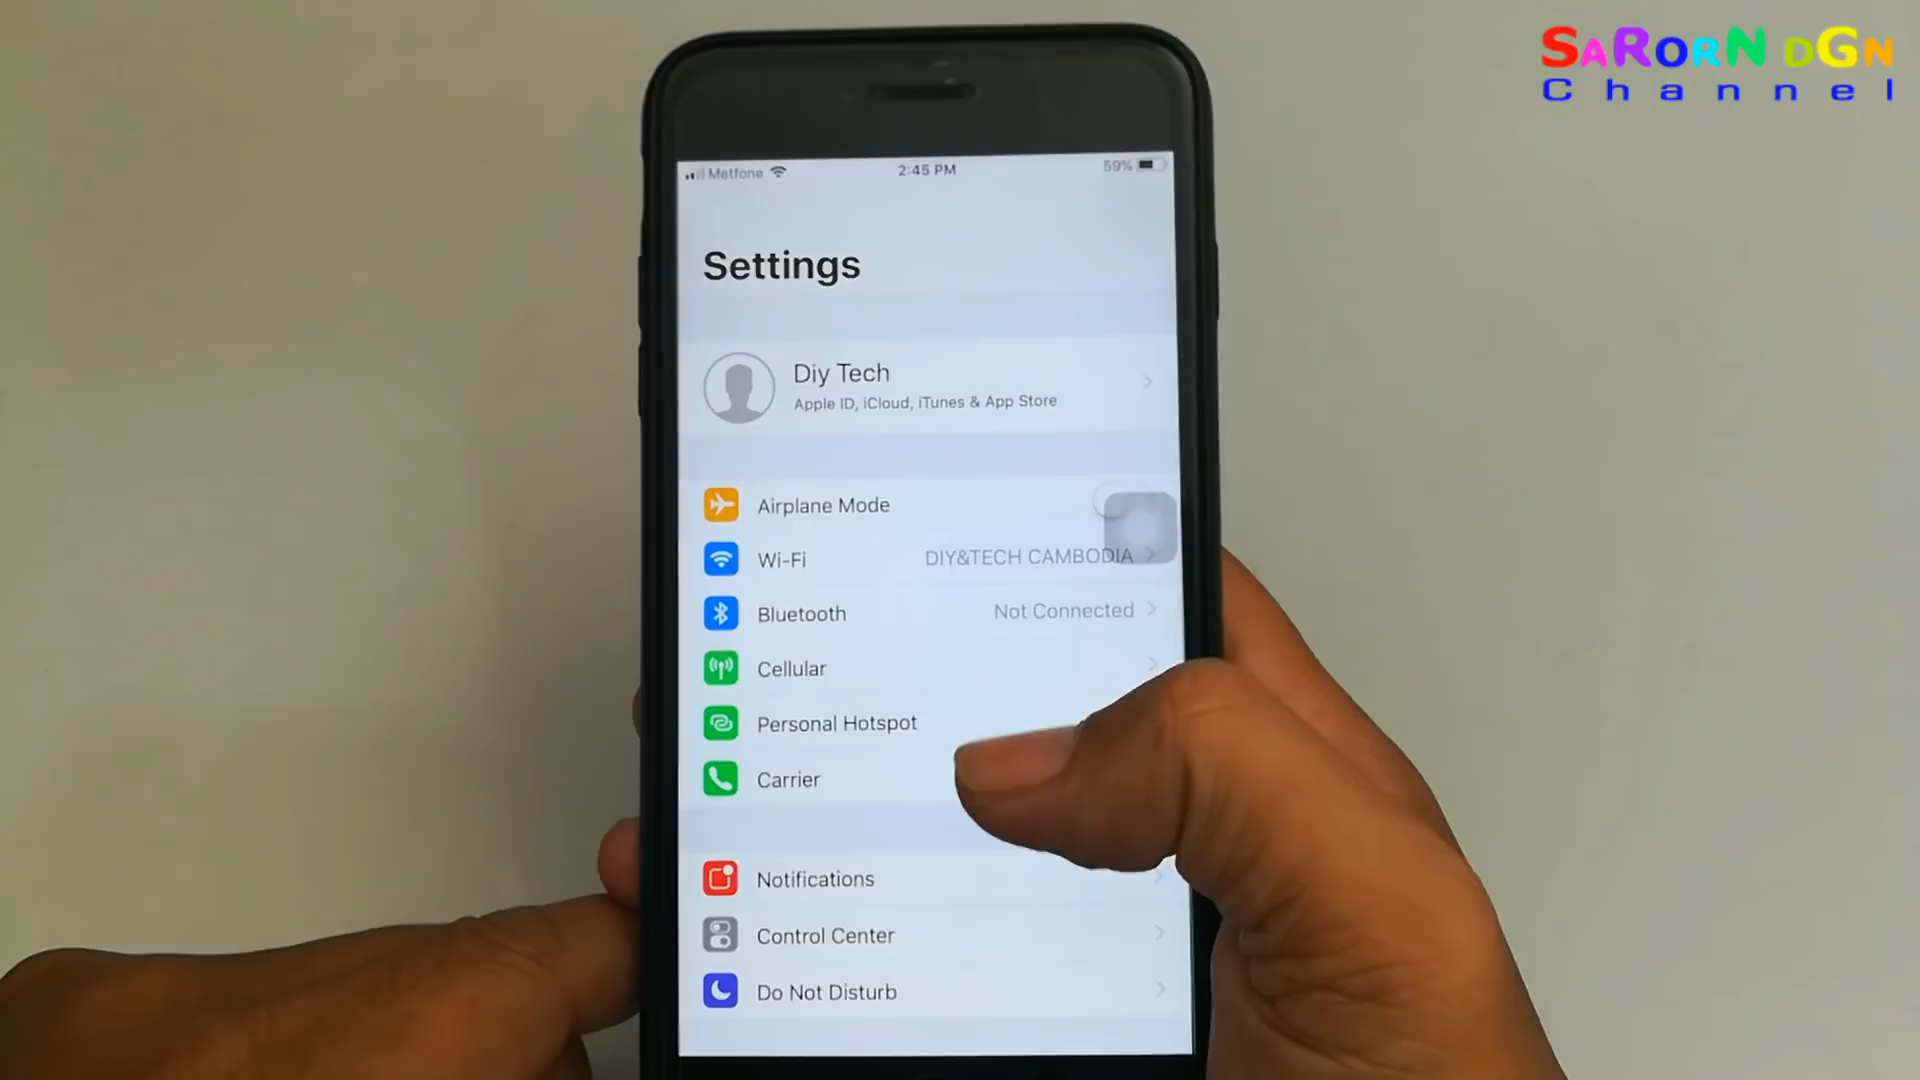 SaRorN DGN
Channel
Metfone
2:45 PM
59%
Settings
Diy Tech
Apple ID, iCloud, iTunes & App Store
Airplane Mode
Wi-Fi
DIY&TECH CAMBODIA
Bluetooth
Not Connected
Cellular
Personal Hotspot
Carrier
Notifications
Control Center
Do Not Disturb